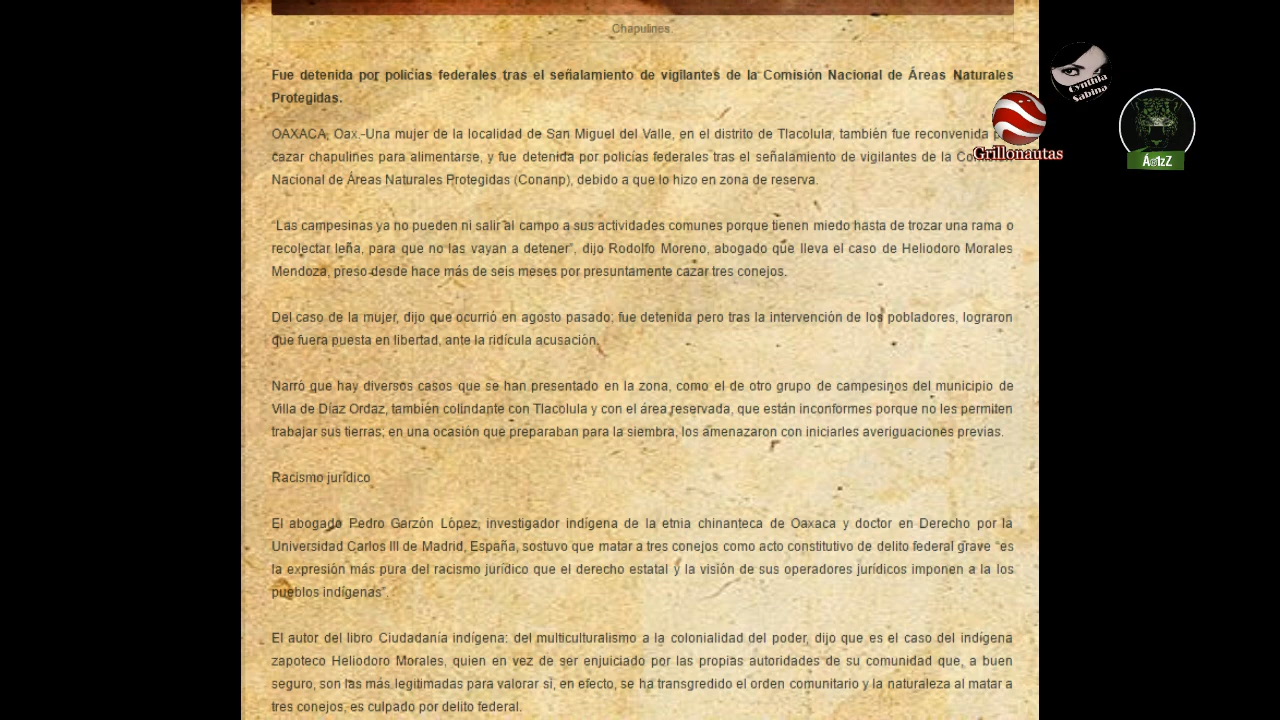 Chapulines.
Fue detenida por policías federales tras el señalamiento de vigilantes de la Comisión Nacional de Áreas Naturales
Protegidas.
OAXACA, Oax.-Una mujer de la localidad de San Miguel del Valle, en el distrito de Tlacolula, también fue reconvenida
cazar chapulines para alimentarse, y fue detenida por policías federales tras el señalamiento de vigilantes de la
Nacional de Áreas Naturales Protegidas (Conanp), debido a que lo hizo en zona de reserva.
“Las campesinas ya no pueden ni salir al campo a sus actividades comunes porque tienen miedo hasta de trozar una rama o
recolectar leña, para que no las vayan a detener”, dijo Rodolfo Moreno, abogado que lleva el caso de Heliodoro Morales
Mendoza, preso desde hace más de seis meses por presuntamente cazar tres conejos.
Del caso de la mujer, dijo que ocurrió en agosto pasado; fue detenida pero tras la intervención de los pobladores, lograron
que fuera puesta en libertad, ante la ridícula acusación.
Narró que hay diversos casos que se han presentado en la zona, como el de otro grupo de campesinos del municipio de
Villa de Díaz Ordaz, también colindante con Tlacolula y con el área reservada, que están inconformes porque no les permiten
trabajar sus tierras; en una ocasión que preparaban para la siembra, los amenazaron con iniciarles averiguaciones previas.
Racismo jurídico
El abogado Pedro Garzón López, investigador indígena de la etnia chinanteca de Oaxaca y doctor en Derecho por la
Universidad Carlos III de Madrid, España, sostuvo que matar a tres conejos como acto constitutivo de delito federal grave “es
la expresión más pura del racismo jurídico que el derecho estatal y la visión de sus operadores jurídicos imponen a la los
pueblos indígenas”.
El autor del libro Ciudadanía indígena: del multiculturalismo a la colonialidad del poder, dijo que es el caso del indígena
zapoteco Heliodoro Morales, quien en vez de ser enjuiciado por las propias autoridades de su comunidad que, a buen
seguro, son las más legitimadas para valorar si, en efecto, se ha transgredido el orden comunitario y la naturaleza al matar a
tres conejos, es culpado por delito federal.
Cynthia
Sabina
Grillonautas
A@IzZ